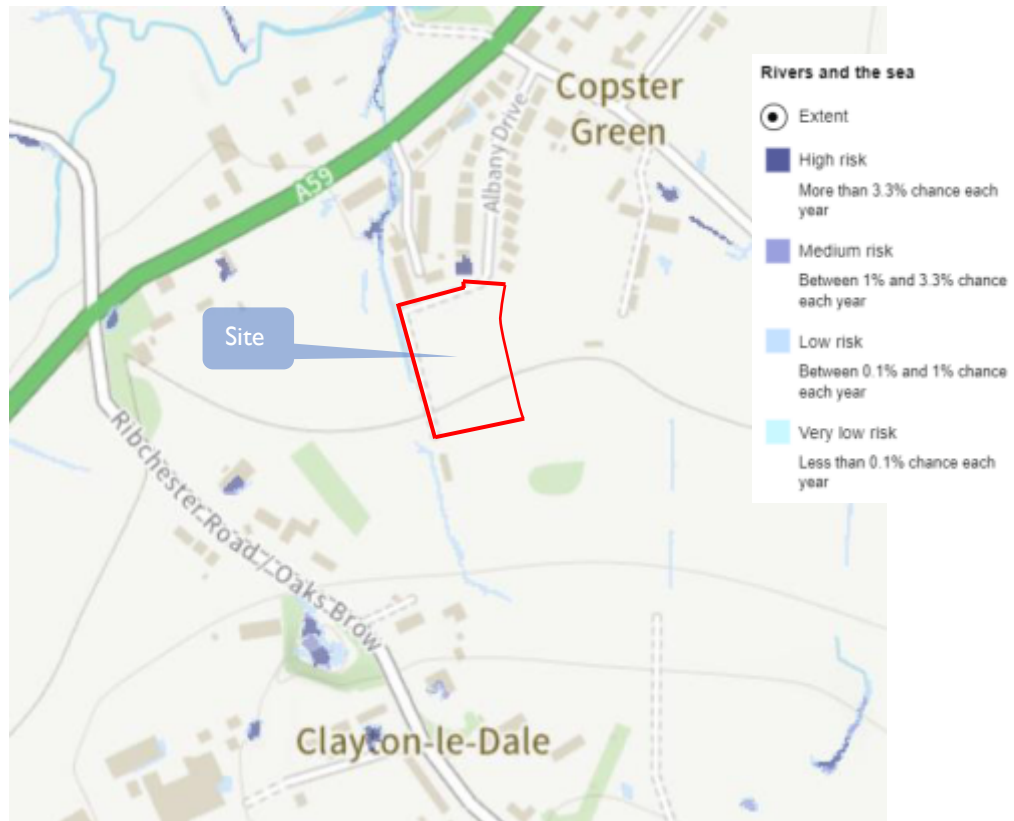 Copster
Green
Albany Drive
A59
Site
Ribchester Road / Oaks Brow
Clayton-le-Dale
Rivers and the sea
Extent
High risk
More than 3.3% chance each
year
Medium risk
Between 1% and 3.3% chance
each year
Low risk
Between 0.1% and 1% chance
each year
Very low risk
Less than 0.1% chance each
year